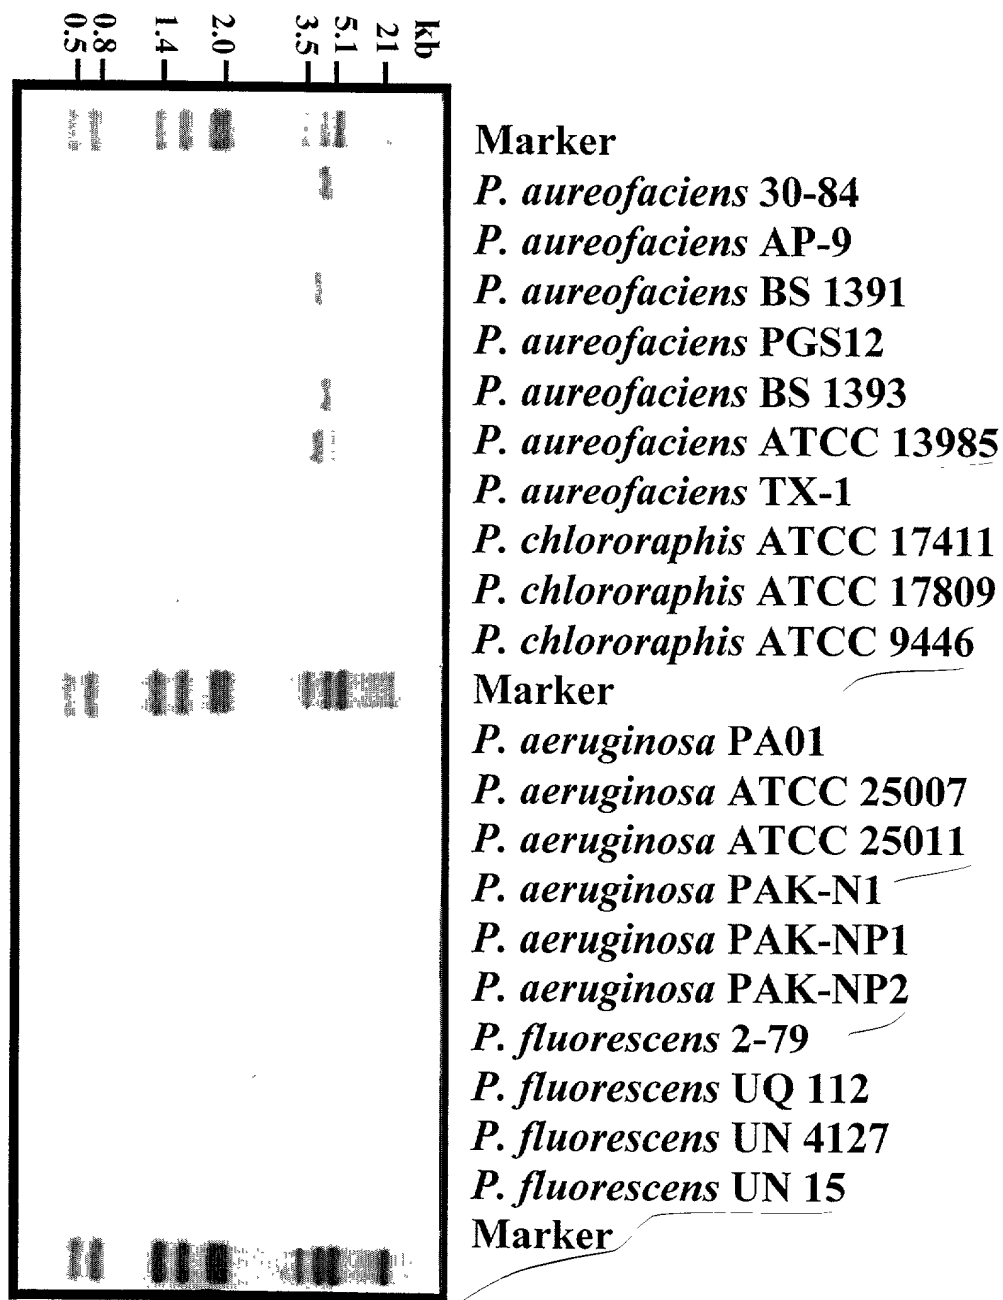 kb
21
5.1
3.5
2.0
1.4
0.8
0.5
Marker
P. aureofaciens 30-84
P. aureofaciens AP-9
P. aureofaciens BS 1391
P. aureofaciens PGS12
P. aureofaciens BS 1393
P. aureofaciens ATCC 13985
P. aureofaciens TX-1
P. chlororaphis ATCC 17411
P. chlororaphis ATCC 17809
P. chlororaphis ATCC 9446
Marker
P. aeruginosa PA01
P. aeruginosa ATCC 25007
P. aeruginosa ATCC 25011
P. aeruginosa PAK-N1
P. aeruginosa PAK-NP1
P. aeruginosa PAK-NP2
P. fluorescens 2-79
P. fluorescens UQ 112
P. fluorescens UN 4127
P. fluorescens UN 15
Marker